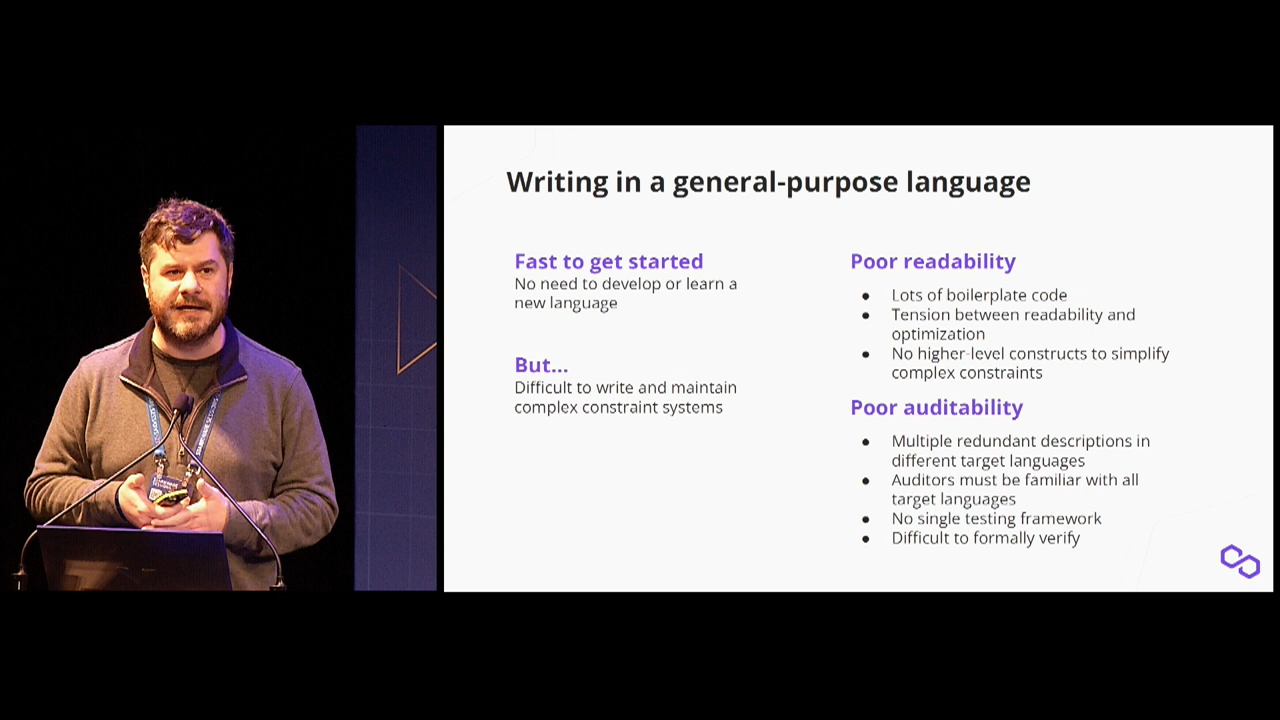 Writing in a general-purpose language
Fast to get started
No need to develop or learn a
new language
But...
Difficult to write and maintain
complex constraint systems
Poor readability
● Lots of boilerplate code
● Tension between readability and
optimization
● No higher-level constructs to simplify
complex constraints
Poor auditability
● Multiple redundant descriptions in
different target languages
● Auditors must be familiar with all
target languages
● No single testing framework
● Difficult to formally verify